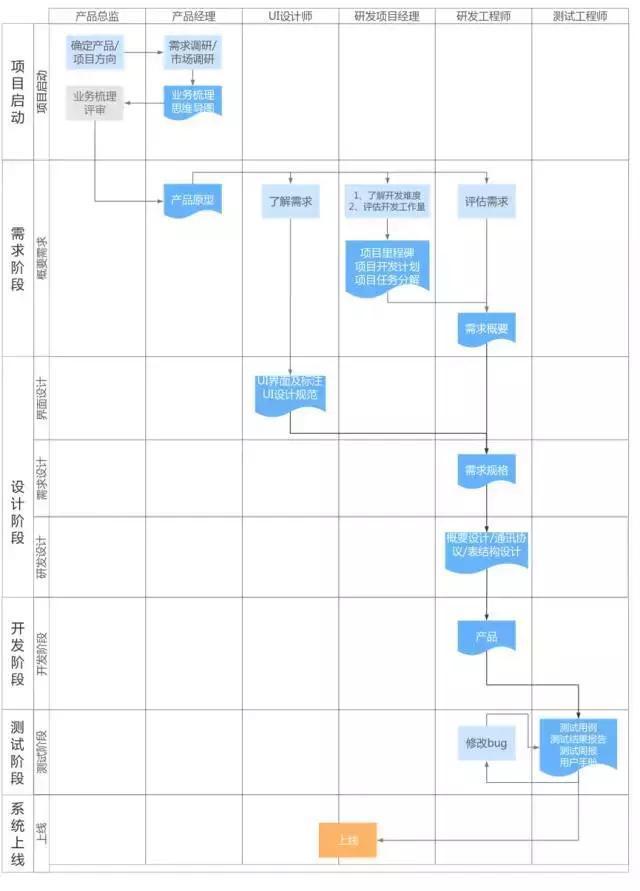 产品总监
产品经理
UI设计师
研发项目经理
研发工程师
测试工程师
项目启动
项目启动
确定产品/
项目方向
需求调研/
市场调研
业务梳理
评审
业务梳理
思维导图
需求阶段
概要需求
产品原型
了解需求
1、了解开发难度
2、评估开发工作量
评估需求
项目里程碑
项目开发计划
项目任务分解
需求概要
设计阶段
界面设计
UI界面及标注
UI设计规范
需求设计
需求规格
研发设计
概要设计/通讯协
议/表结构设计
开发阶段
开发阶段
产品
测试阶段
测试阶段
修改bug
测试用例
测试结果报告
测试周报
用户手册
系统上线
上线
上线